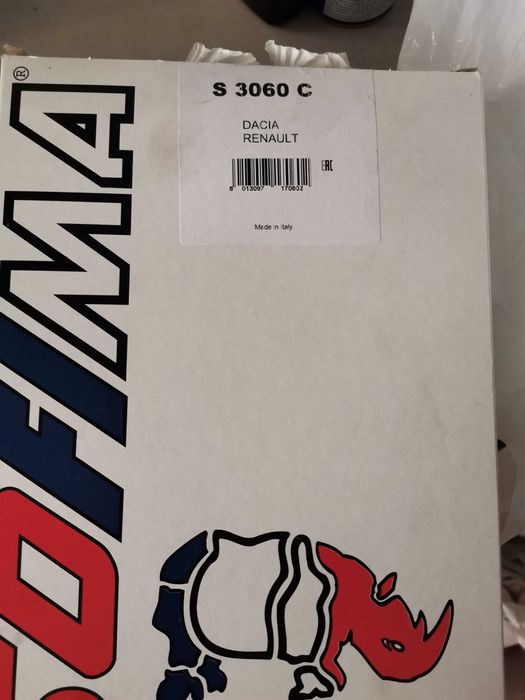 S 3060 C
DACIA
RENAULT
EAC
8 013097 170602
Made in Italy
OFIMA®